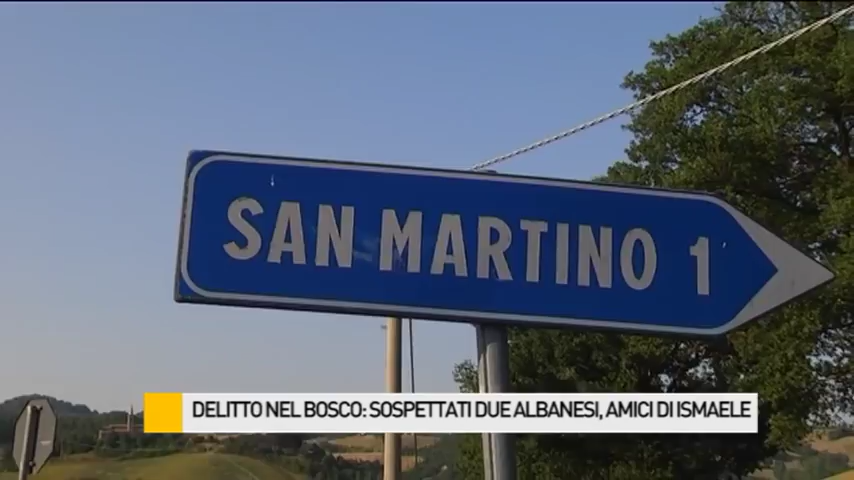 SAN MARTINO 1
DELITTO NEL BOSCO: SOSPETTATI DUE ALBANESI, AMICI DI ISMAELE